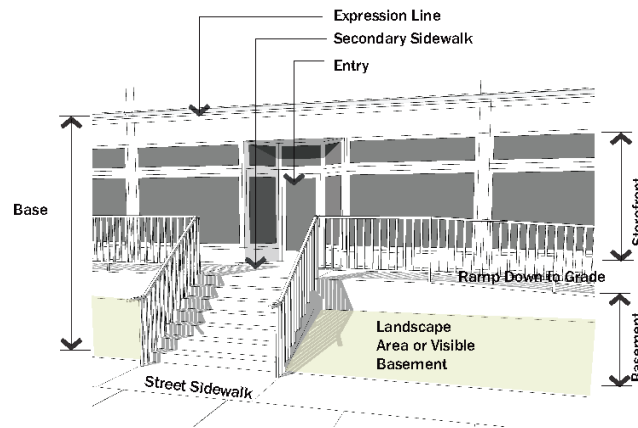 Expression Line
Secondary Sidewalk
Entry
Base
Storefront
Ramp Down to Grade
Landscape
Area or Visible
Basement
Basement
Street Sidewalk